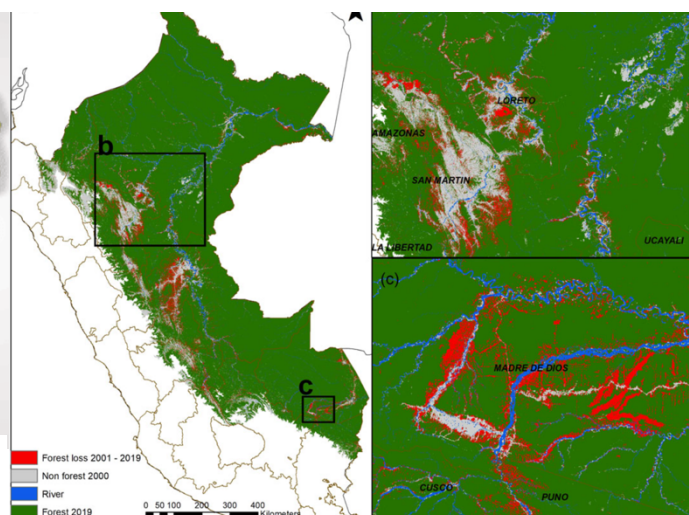 b
c
Forest loss 2001 - 2019
Non forest 2000
River
Forest 2019
0 50 100 200 300 400
Kilometers
LORETO
AMAZONAS
SAN MARTIN
LA LIBERTAD
UCAYALI
(c)
MADRE DE DIOS
CUSCO
PUNO